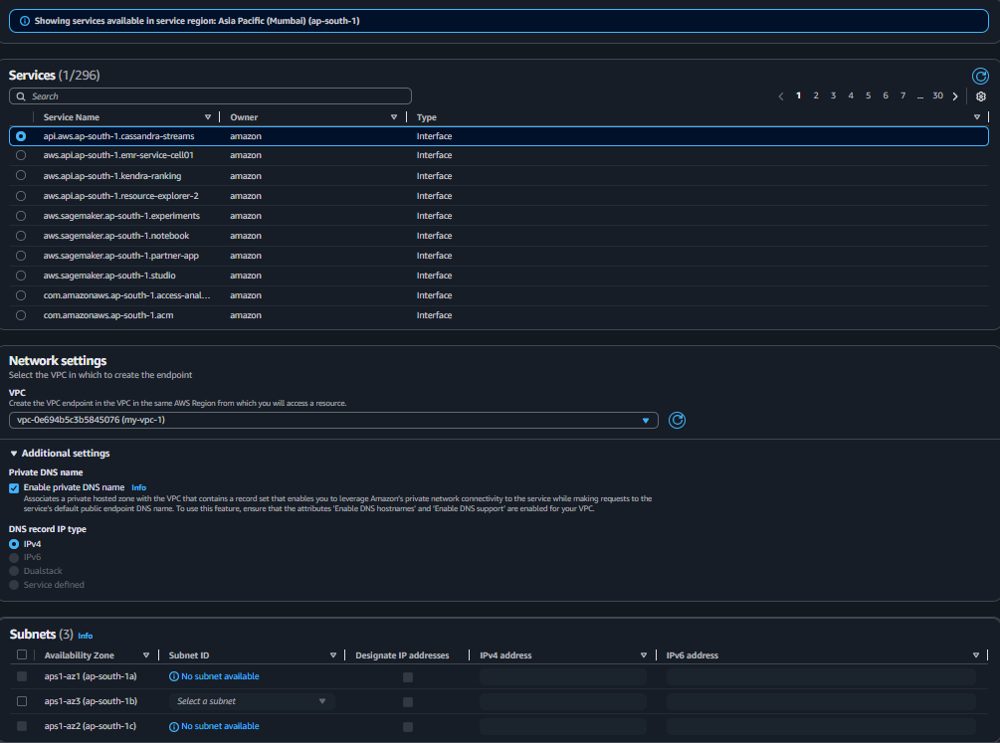 Showing services available in service region: Asia Pacific (Mumbai) (ap-south-1)
Services (1/296)
Search
1 2 3 4 5 6 7 ... 30
Service Name Owner Type
api.aws.ap-south-1.cassandra-streams amazon Interface
aws.api.ap-south-1.emr-service-cell01 amazon Interface
aws.api.ap-south-1.kendra-ranking amazon Interface
aws.api.ap-south-1.resource-explorer-2 amazon Interface
aws.sagemaker.ap-south-1.experiments amazon Interface
aws.sagemaker.ap-south-1.notebook amazon Interface
aws.sagemaker.ap-south-1.partner-app amazon Interface
aws.sagemaker.ap-south-1.studio amazon Interface
com.amazonaws.ap-south-1.access-anal... amazon Interface
com.amazonaws.ap-south-1.acm amazon Interface
Network settings
Select the VPC in which to create the endpoint
VPC
Create the VPC endpoint in the VPC in the same AWS Region from which you will access a resource.
vpc-0e694b5c3b5845076 (my-vpc-1)
Additional settings
Private DNS name
Enable private DNS name Info
Associates a private hosted zone with the VPC that contains a record set that enables you to leverage Amazon's private network connectivity to the service while making requests to the
service's default public endpoint DNS name. To use this feature, ensure that the attributes 'Enable DNS hostnames' and 'Enable DNS support' are enabled for your VPC.
DNS record IP type
IPv4
IPv6
Dualstack
Service defined
Subnets (3) Info
Availability Zone Subnet ID Designate IP addresses IPv4 address IPv6 address
aps1-az1 (ap-south-1a) No subnet available
aps1-az3 (ap-south-1b) Select a subnet
aps1-az2 (ap-south-1c) No subnet available